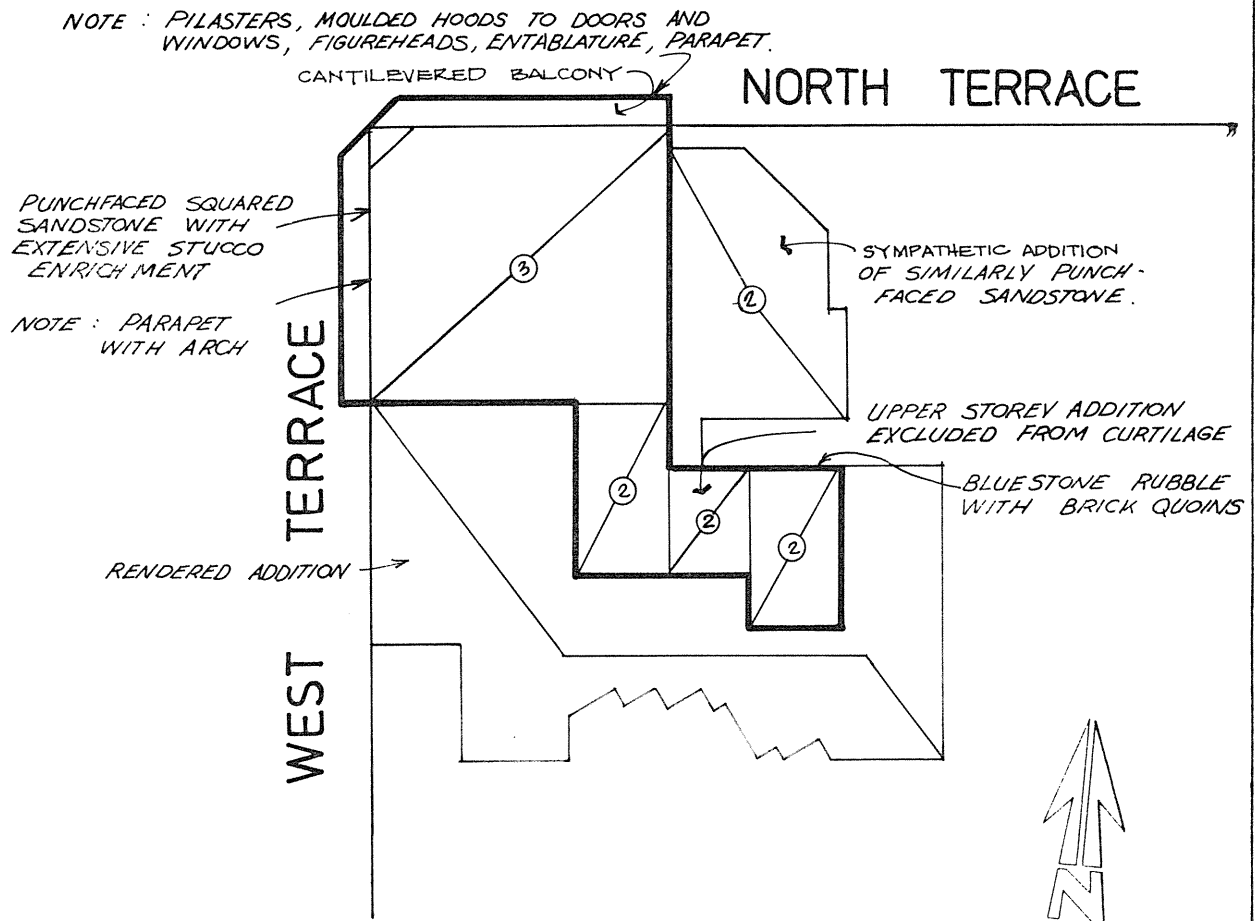 NOTE : PILASTERS, MOULDED HOODS TO DOORS AND
WINDOWS, FIGUREHEADS, ENTABLATURE, PARAPET.
CANTILEVERED BALCONY
NORTH TERRACE
PUNCHFACED SQUARED
SANDSTONE WITH
EXTENSIVE STUCCO
ENRICHMENT
NOTE : PARAPET
WITH ARCH
3
2
SYMPATHETIC ADDITION
OF SIMILARLY PUNCH-
FACED SANDSTONE.
UPPER STOREY ADDITION
EXCLUDED FROM CURTILAGE
BLUESTONE RUBBLE
WITH BRICK QUOINS
2
2
2
RENDERED ADDITION
WEST TERRACE
N